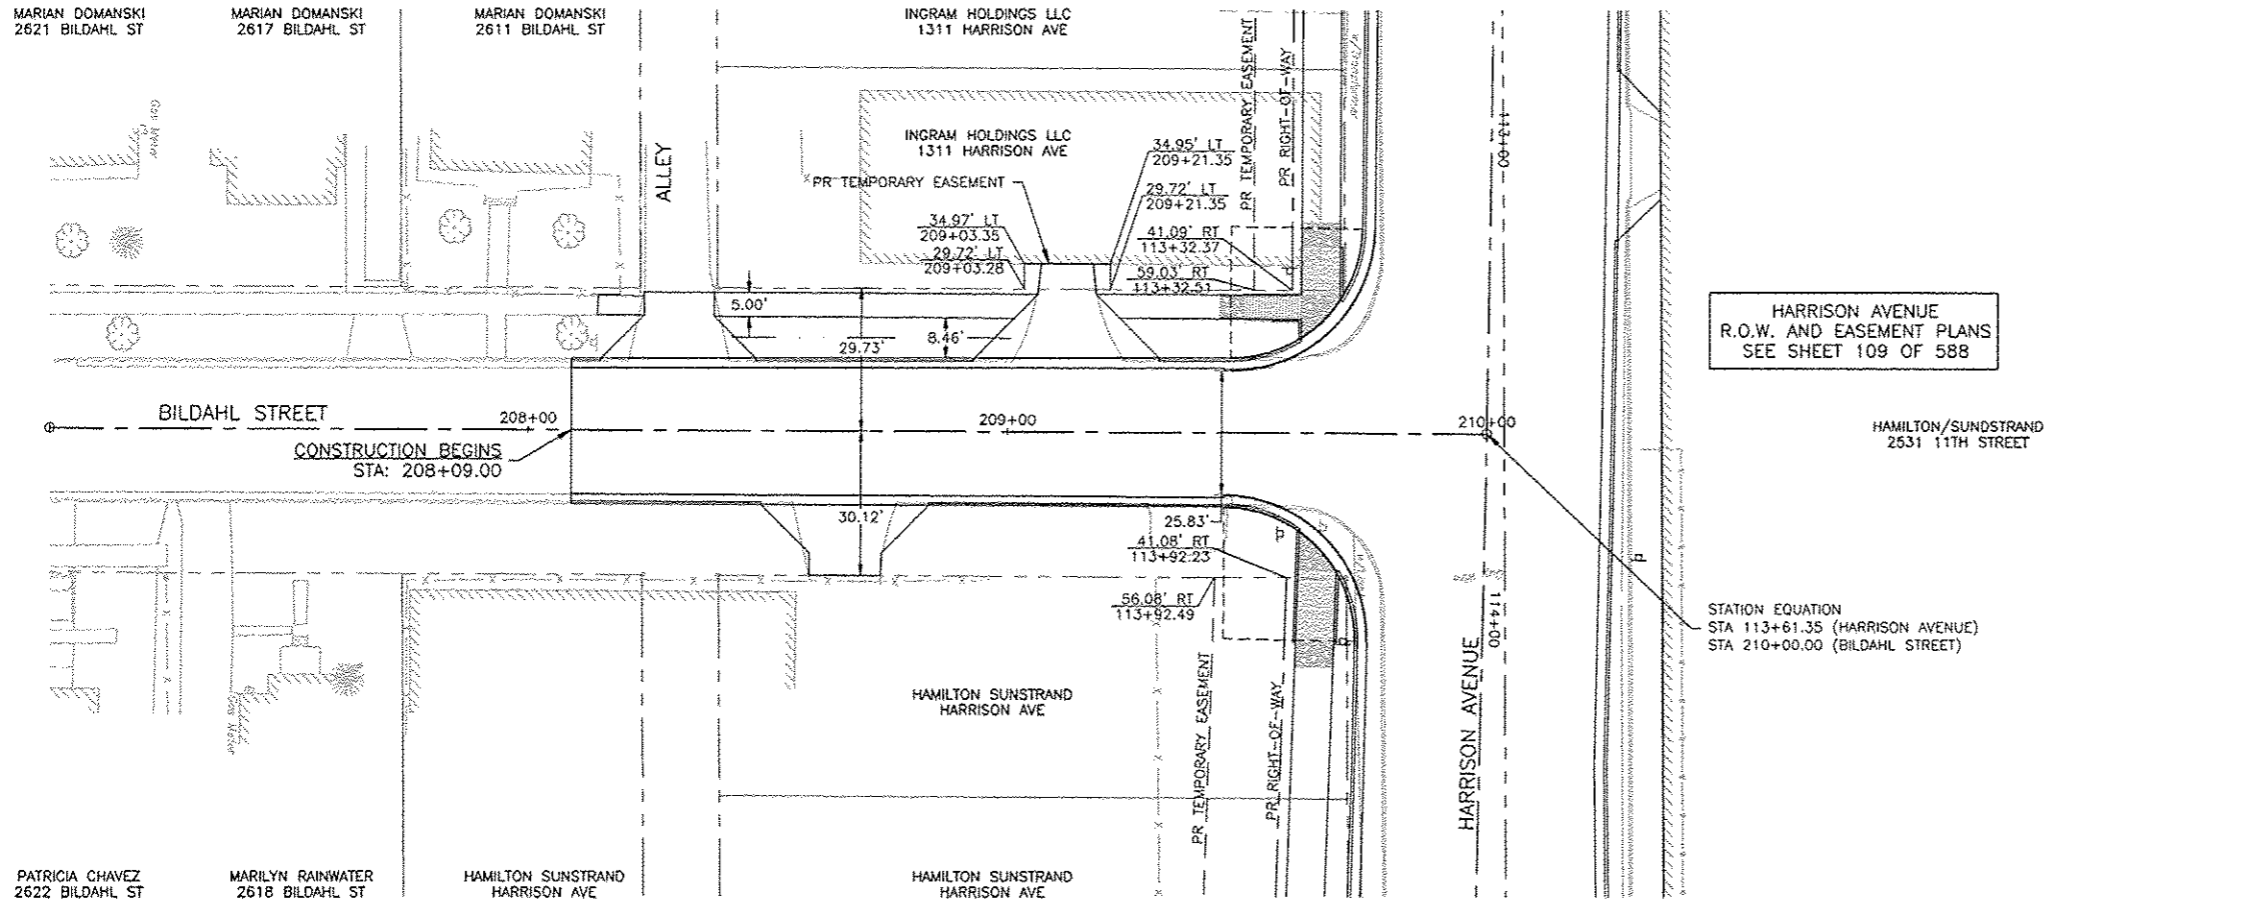 MARIAN DOMANSKI
2621 BILDAHL ST
MARIAN DOMANSKI
2617 BILDAHL ST
MARIAN DOMANSKI
2611 BILDAHL ST
INGRAM HOLDINGS LLC
1311 HARRISON AVE
PR TEMPORARY EASEMENT
PR RIGHT-OF-WAY
113+00
ALLEY
INGRAM HOLDINGS LLC
1311 HARRISON AVE
PR TEMPORARY EASEMENT
34.95' LT
209+21.35
29.72' LT
209+21.35
34.97' LT
209+03.35
29.72' LT
209+03.28
41.09' RT
113+32.37
59.03' RT
113+32.51
5.00'
29.73'
8.46'
HARRISON AVENUE
R.O.W. AND EASEMENT PLANS
SEE SHEET 109 OF 588
BILDAHL STREET
208+00
209+00
210+00
CONSTRUCTION BEGINS
STA: 208+09.00
HAMILTON/SUNDSTRAND
2531 11TH STREET
30.12'
25.83'
41.08' RT
113+92.23
56.08' RT
113+92.49
114+00
STATION EQUATION
STA 113+61.35 (HARRISON AVENUE)
STA 210+00.00 (BILDAHL STREET)
HARRISON AVENUE
PR TEMPORARY EASEMENT
PR RIGHT-OF-WAY
HAMILTON SUNSTRAND
HARRISON AVE
PATRICIA CHAVEZ
2622 BILDAHL ST
MARILYN RAINWATER
2618 BILDAHL ST
HAMILTON SUNSTRAND
HARRISON AVE
HAMILTON SUNSTRAND
HARRISON AVE